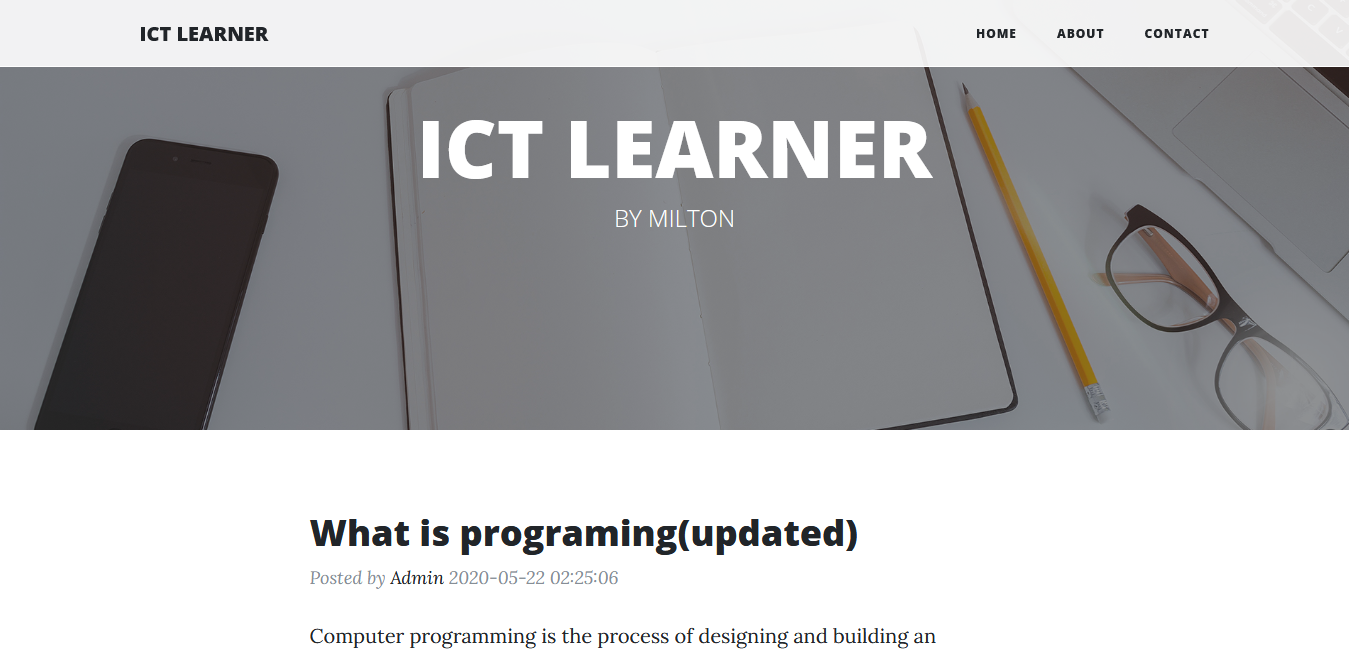 ICT LEARNER
HOME ABOUT CONTACT
ICT LEARNER
BY MILTON
What is programing(updated)
Posted by Admin 2020-05-22 02:25:06
Computer programming is the process of designing and building an